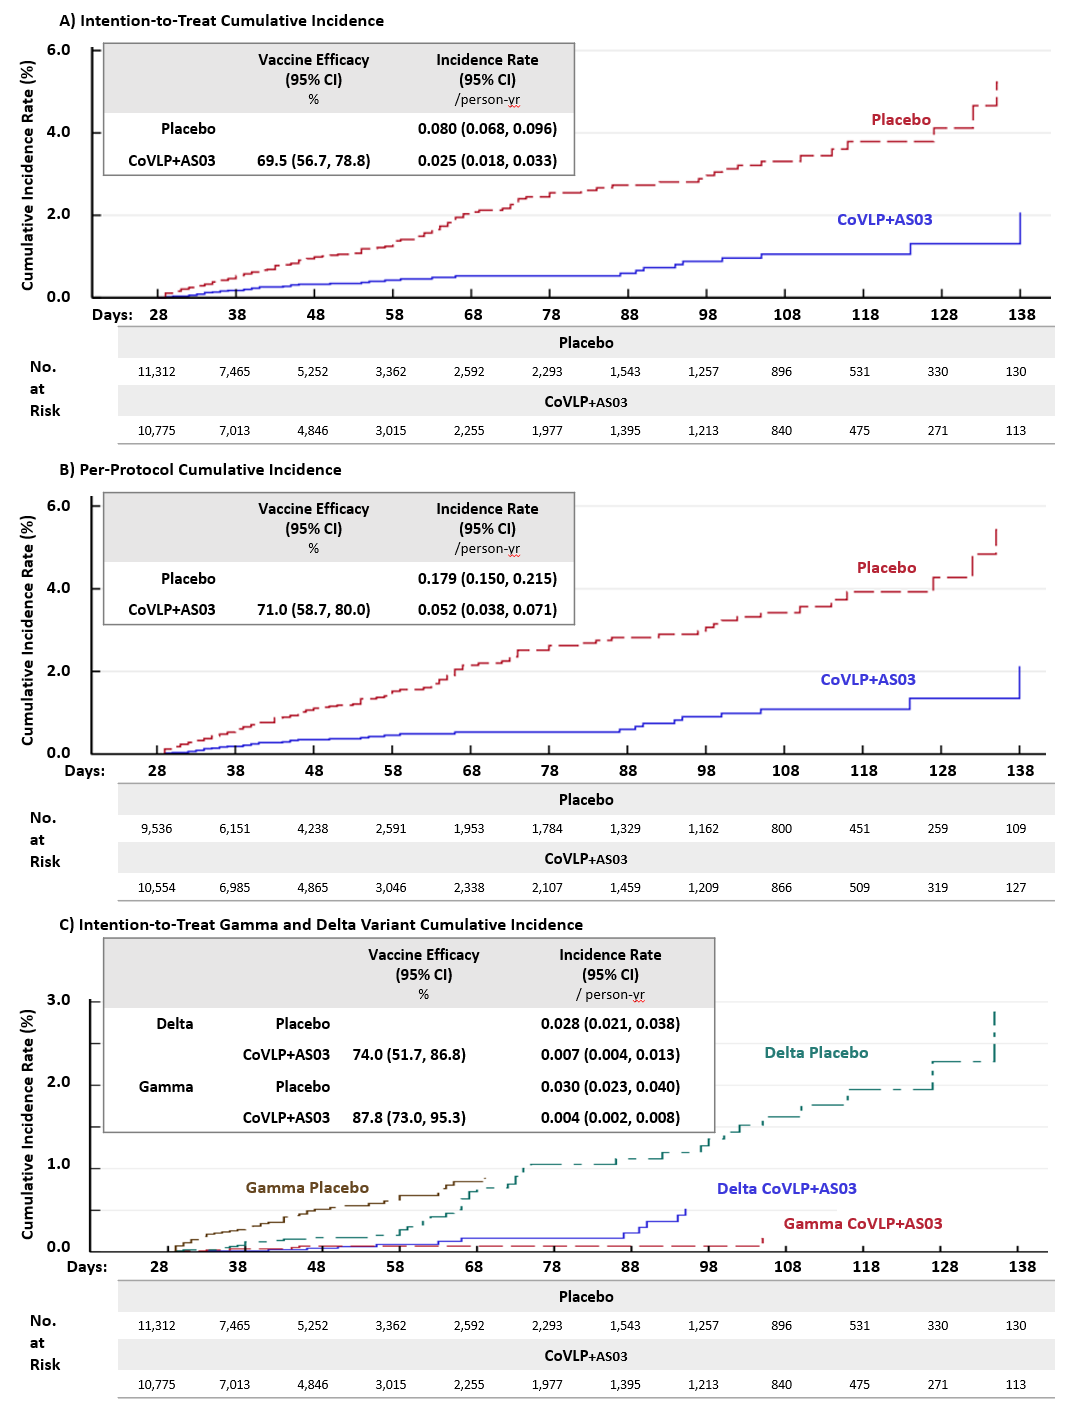 A) Intention-to-Treat Cumulative Incidence
Cumulative Incidence Rate (%)
6.0
4.0
2.0
0.0
Vaccine Efficacy Incidence Rate
(95% CI) (95% CI)
% /person-yr
Placebo 0.080 (0.068, 0.096)
CoVLP+AS03 69.5 (56.7, 78.8) 0.025 (0.018, 0.033)
Placebo
CoVLP+AS03
Days: 28 38 48 58 68 78 88 98 108 118 128 138
No.
at
Risk
Placebo
11,312 7,465 5,252 3,362 2,592 2,293 1,543 1,257 896 531 330 130
CoVLP+AS03
10,775 7,013 4,846 3,015 2,255 1,977 1,395 1,213 840 475 271 113
B) Per-Protocol Cumulative Incidence
Cumulative Incidence Rate (%)
6.0
4.0
2.0
0.0
Vaccine Efficacy Incidence Rate
(95% CI) (95% CI)
% /person-yr
Placebo 0.179 (0.150, 0.215)
CoVLP+AS03 71.0 (58.7, 80.0) 0.052 (0.038, 0.071)
Placebo
CoVLP+AS03
Days: 28 38 48 58 68 78 88 98 108 118 128 138
No.
at
Risk
Placebo
9,536 6,151 4,238 2,591 1,953 1,784 1,329 1,162 800 451 259 109
CoVLP+AS03
10,554 6,985 4,865 3,046 2,338 2,107 1,459 1,209 866 509 319 127
C) Intention-to-Treat Gamma and Delta Variant Cumulative Incidence
Cumulative Incidence Rate (%)
3.0
2.0
1.0
0.0
Vaccine Efficacy Incidence Rate
(95% CI) (95% CI)
% / person-yr
Delta Placebo 0.028 (0.021, 0.038)
CoVLP+AS03 74.0 (51.7, 86.8) 0.007 (0.004, 0.013)
Gamma Placebo 0.030 (0.023, 0.040)
CoVLP+AS03 87.8 (73.0, 95.3) 0.004 (0.002, 0.008)
Delta Placebo
Gamma Placebo
Delta CoVLP+AS03
Gamma CoVLP+AS03
Days: 28 38 48 58 68 78 88 98 108 118 128 138
No.
at
Risk
Placebo
11,312 7,465 5,252 3,362 2,592 2,293 1,543 1,257 896 531 330 130
CoVLP+AS03
10,775 7,013 4,846 3,015 2,255 1,977 1,395 1,213 840 475 271 113